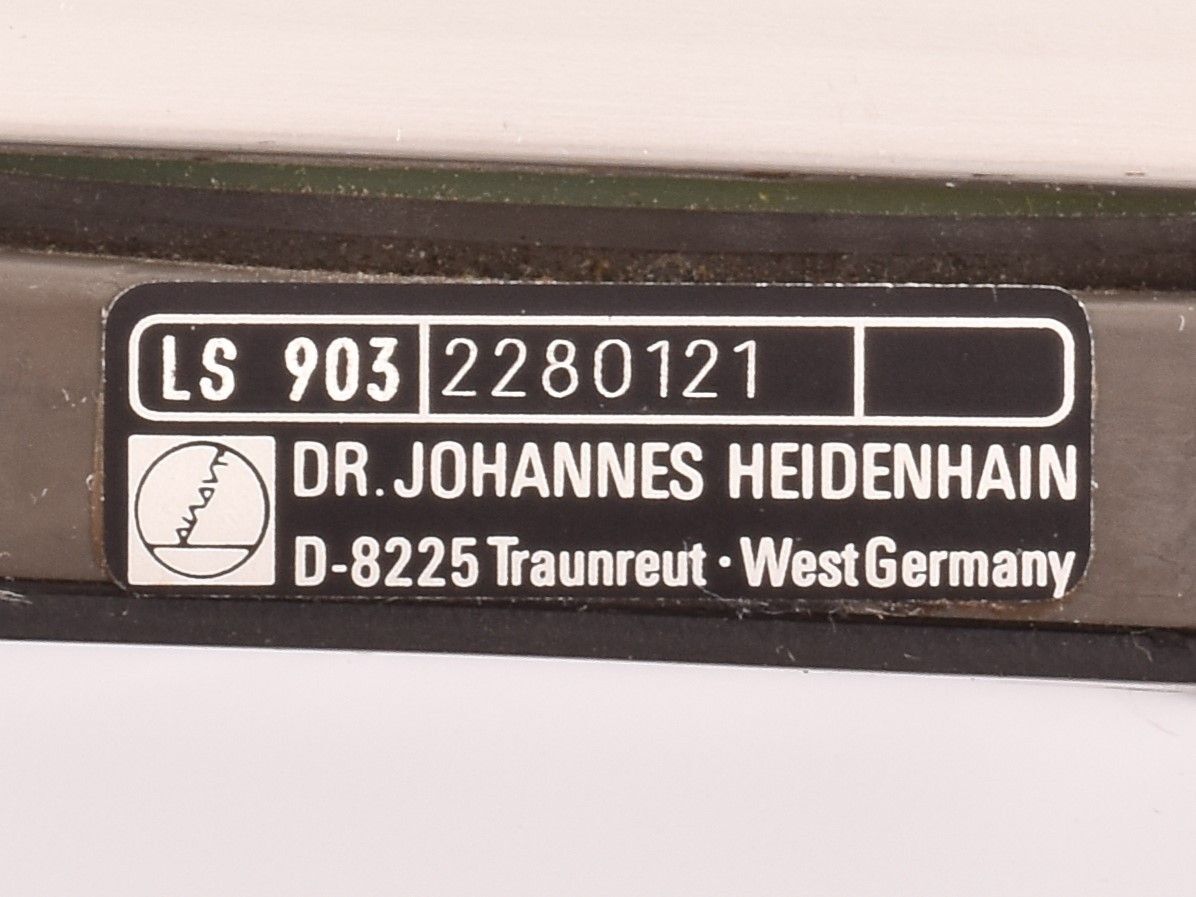 LS 903 2280121
DR. JOHANNES HEIDENHAIN
D-8225 Traunreut · West Germany